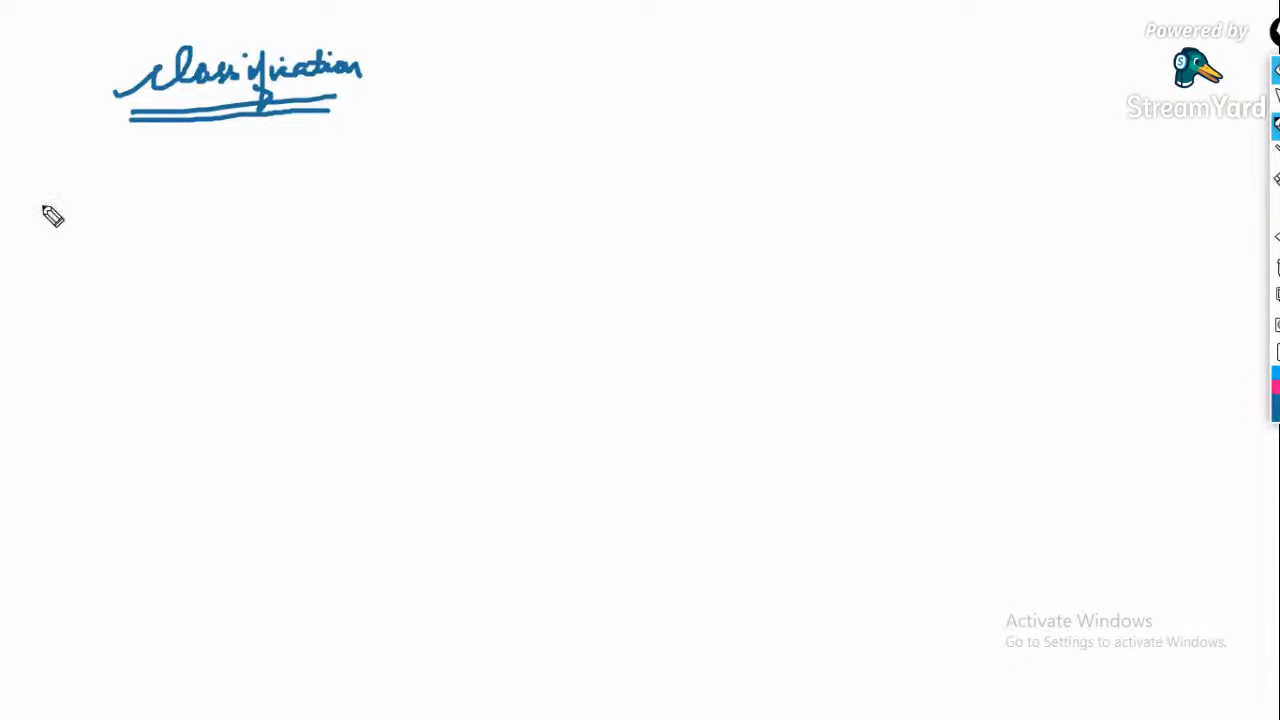 Classification
Powered by
StreamYard
Activate Windows
Go to Settings to activate Windows.